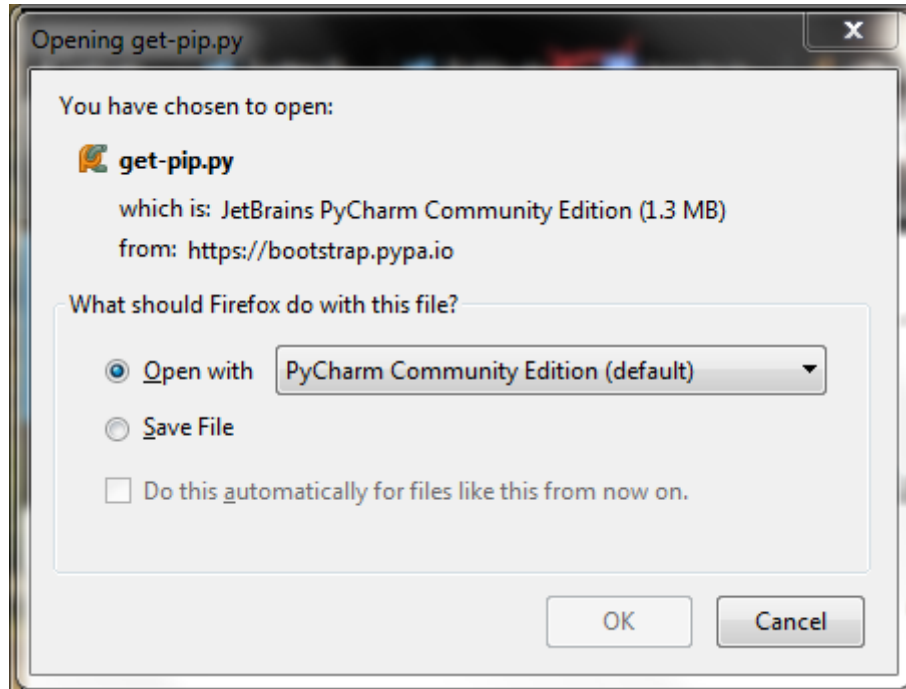 Opening get-pip.py
x
You have chosen to open:
get-pip.py
which is: JetBrains PyCharm Community Edition (1.3 MB)
from: https://bootstrap.pypa.io
What should Firefox do with this file?
Open with PyCharm Community Edition (default)
Save File
Do this automatically for files like this from now on.
OK Cancel